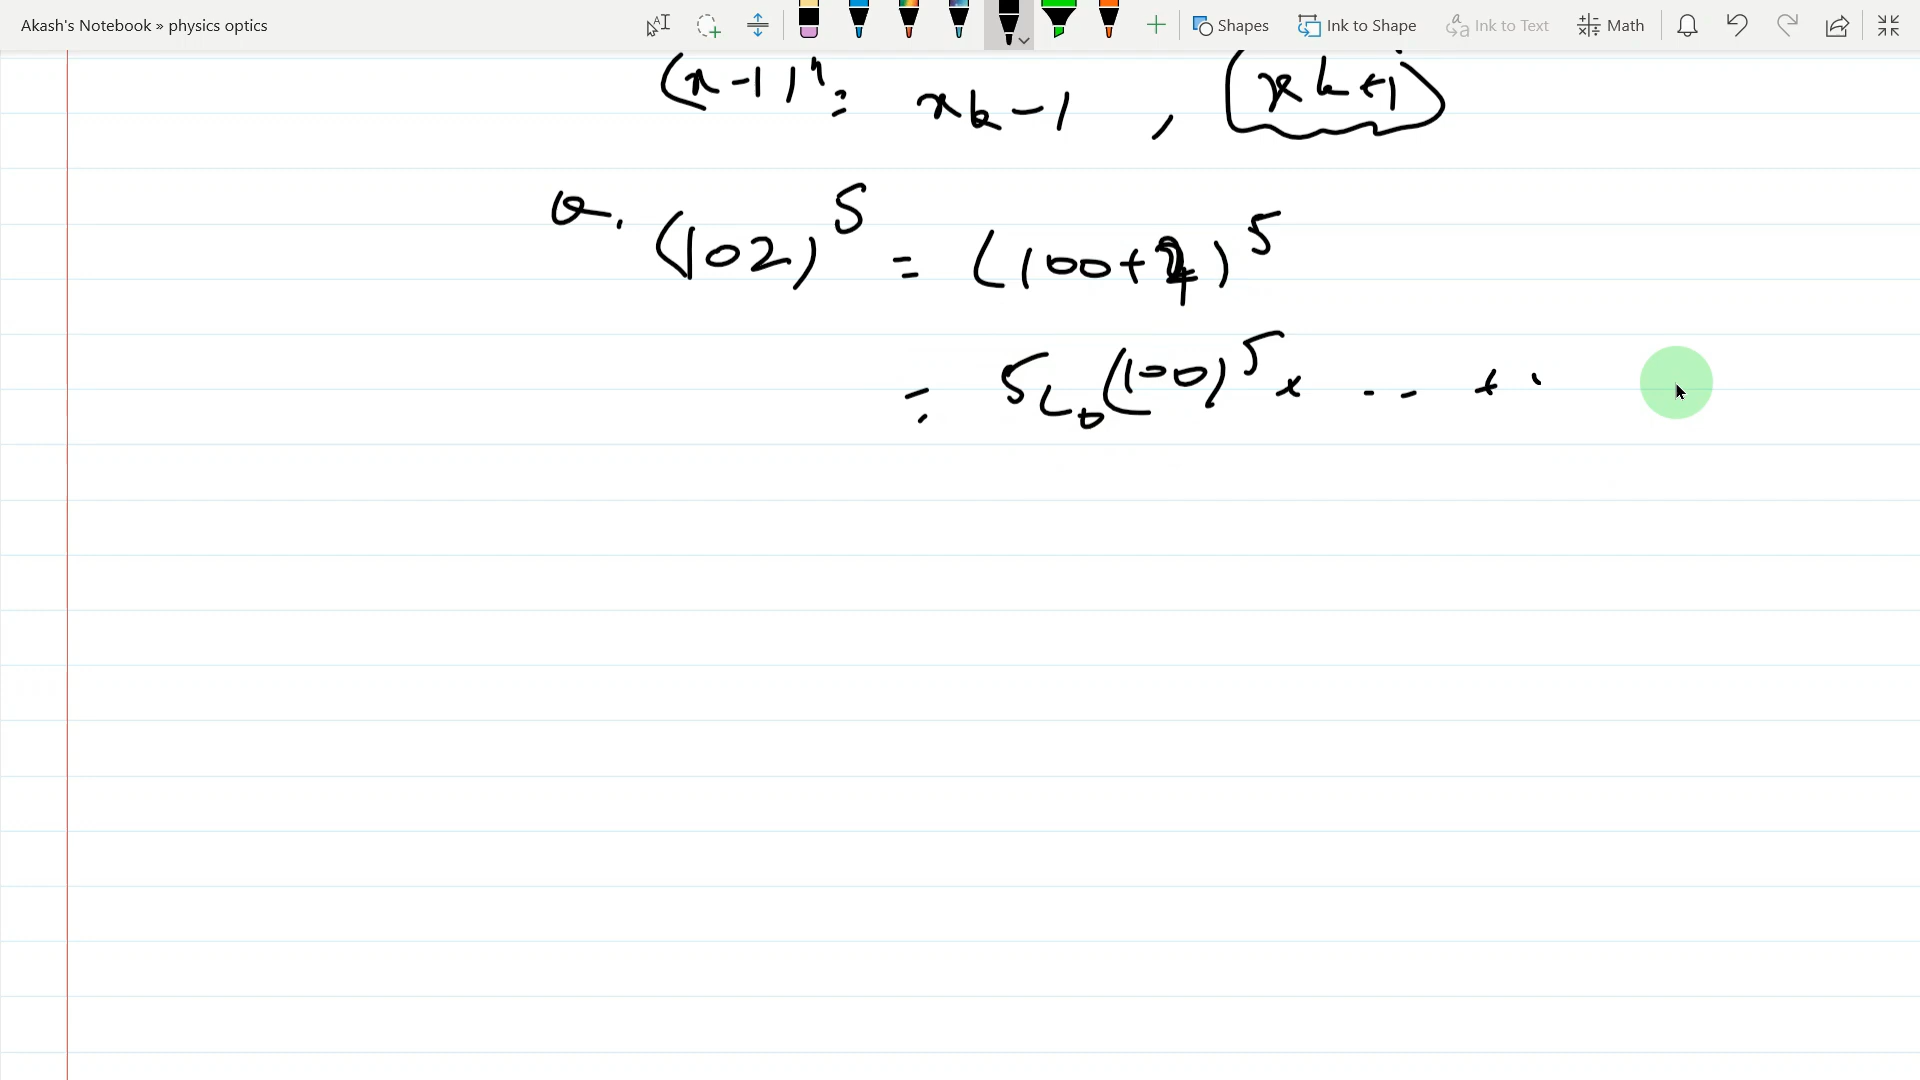 Akash's Notebook » physics optics Shapes Ink to Shape Ink to Text Math
(x-1)ⁿ = xk-1 , (xk+1)
Q. (102)⁵ = (100+2)⁵
= ⁵C₀(100)⁵ + -- +